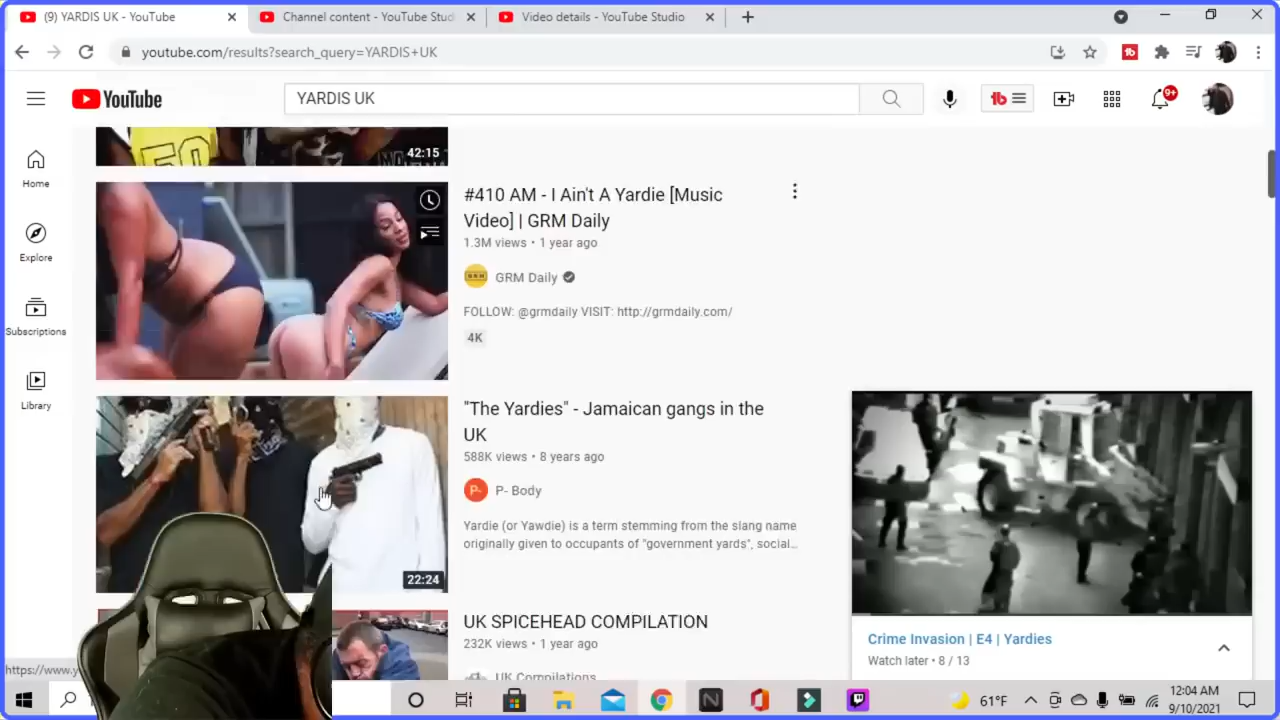 (9) YARDIS UK - YouTube
Channel content - YouTube Stud
Video details - YouTube Studio
youtube.com/results?search_query=YARDIS+UK
YouTube
YARDIS UK
9+
Home
Explore
Subscriptions
Library
42:15
#410 AM - I Ain't A Yardie [Music
Video] | GRM Daily
1.3M views • 1 year ago
GRM Daily
FOLLOW: @grmdaily VISIT: http://grmdaily.com/
4K
22:24
"The Yardies" - Jamaican gangs in the
UK
588K views • 8 years ago
P-
P- Body
Yardie (or Yawdie) is a term stemming from the slang name
originally given to occupants of "government yards", social...
UK SPICEHEAD COMPILATION
232K views • 1 year ago
UK Compilations
Crime Invasion | E4 | Yardies
Watch later • 8 / 13
https://www.y
61°F
12:04 AM
9/10/2021